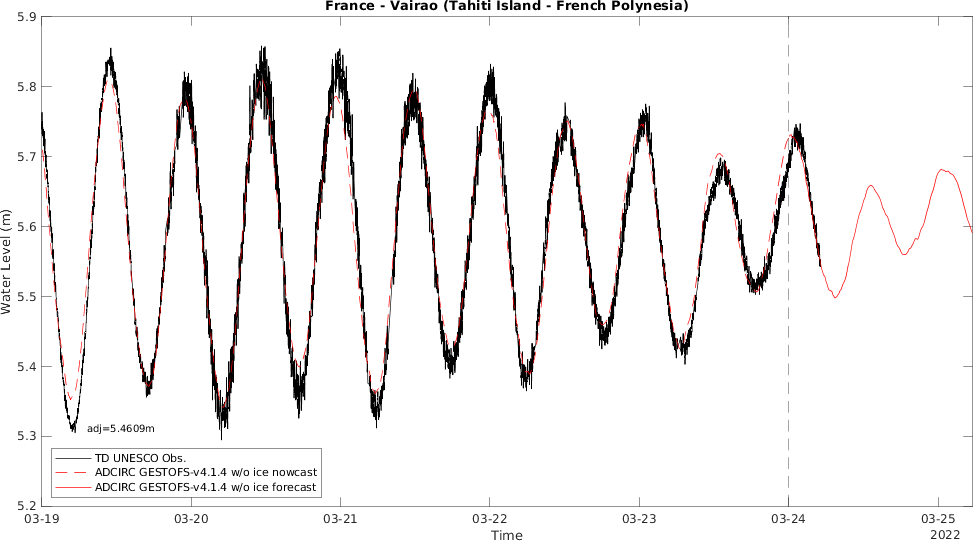 France - Vairao (Tahiti Island - French Polynesia)
5.9
5.8
5.7
5.6
5.5
5.4
5.3
5.2
Water Level (m)
adj=5.4609m
TD UNESCO Obs.
ADCIRC GESTOFS-v4.1.4 w/o ice nowcast
ADCIRC GESTOFS-v4.1.4 w/o ice forecast
03-19 03-20 03-21 03-22 03-23 03-24 03-25
Time
2022